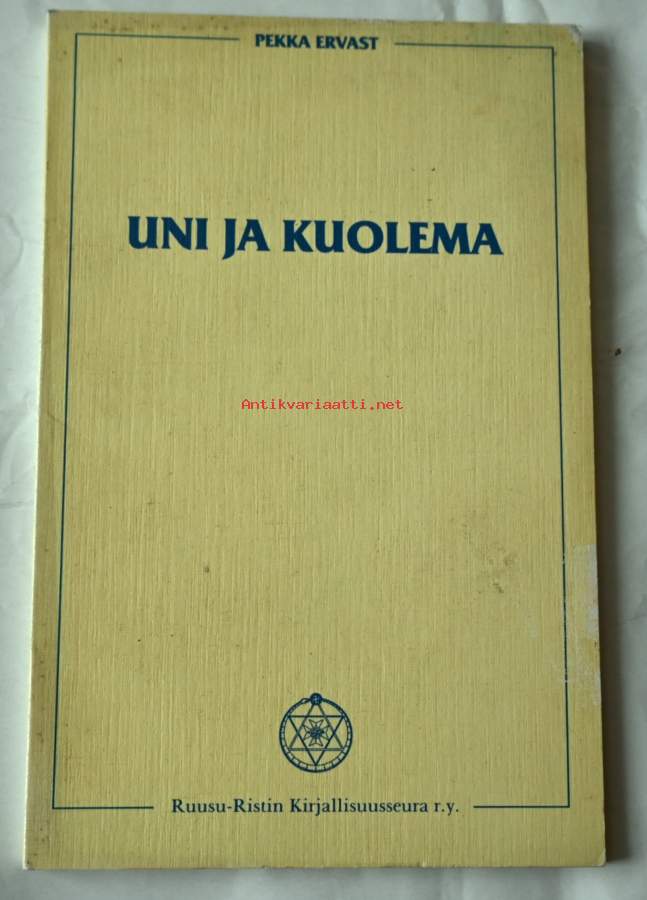 PEKKA ERVAST
UNI JA KUOLEMA
Antikvariaatti.net
Ruusu-Ristin Kirjallisuusseura r.y.